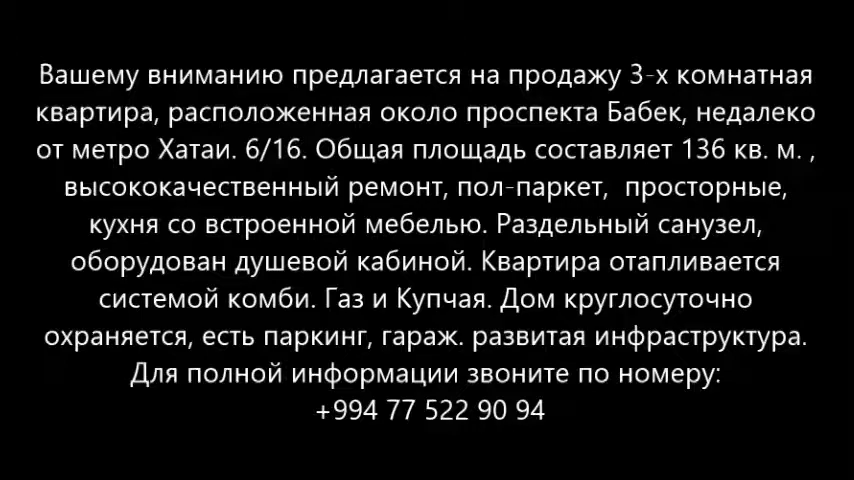 Вашему вниманию предлагается на продажу 3-х комнатная
квартира, расположенная около проспекта Бабек, недалеко
от метро Хатаи. 6/16. Общая площадь составляет 136 кв. м. ,
высококачественный ремонт, пол-паркет,  просторные,
кухня со встроенной мебелью. Раздельный санузел,
оборудован душевой кабиной. Квартира отапливается
системой комби. Газ и Купчая. Дом круглосуточно
охраняется, есть паркинг, гараж. развитая инфраструктура.
Для полной информации звоните по номеру:
+994 77 522 90 94